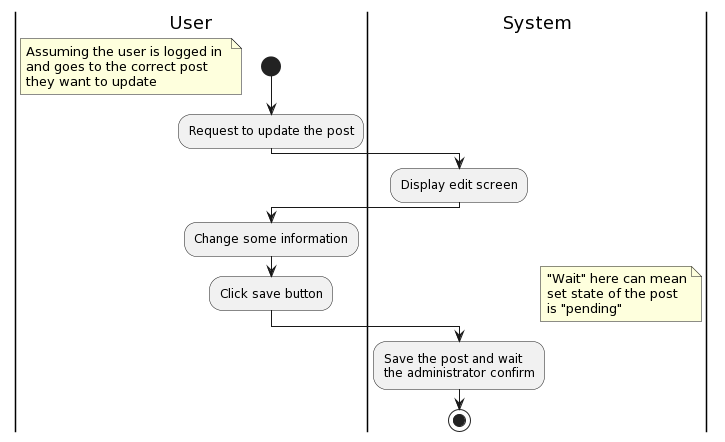 User
System
Assuming the user is logged in
and goes to the correct post
they want to update
Request to update the post
Display edit screen
Change some information
Click save button
"Wait" here can mean
set state of the post
is "pending"
Save the post and wait
the administrator confirm